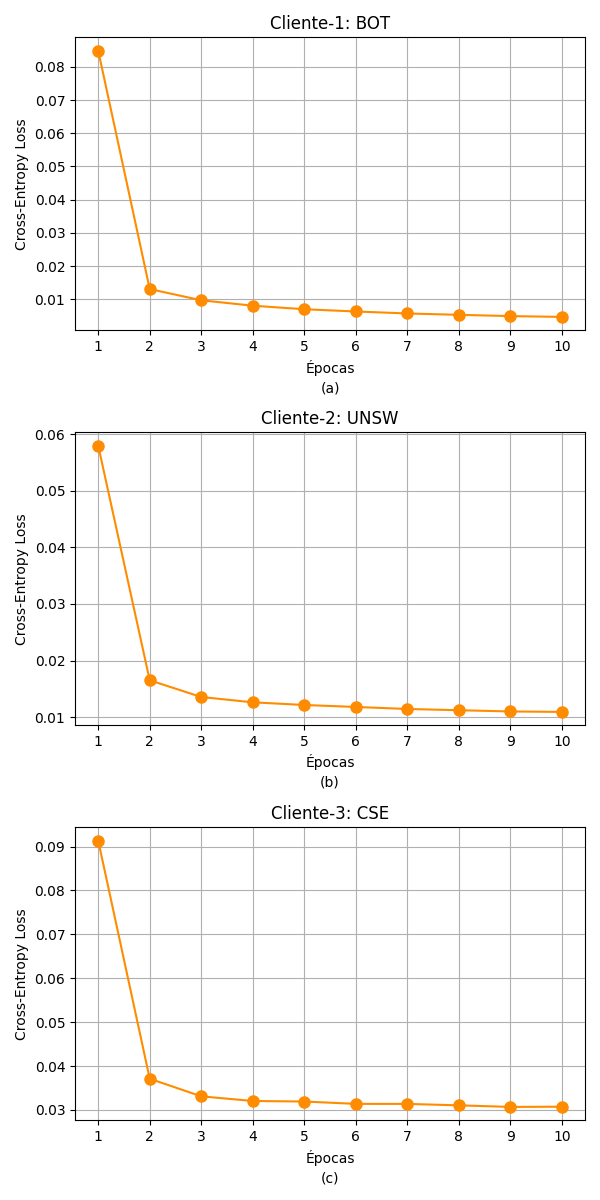 Cliente-1: BOT
Cross-Entropy Loss
0.08
0.07
0.06
0.05
0.04
0.03
0.02
0.01
1 2 3 4 5 6 7 8 9 10
Épocas
(a)
Cliente-2: UNSW
Cross-Entropy Loss
0.06
0.05
0.04
0.03
0.02
0.01
1 2 3 4 5 6 7 8 9 10
Épocas
(b)
Cliente-3: CSE
Cross-Entropy Loss
0.09
0.08
0.07
0.06
0.05
0.04
0.03
1 2 3 4 5 6 7 8 9 10
Épocas
(c)